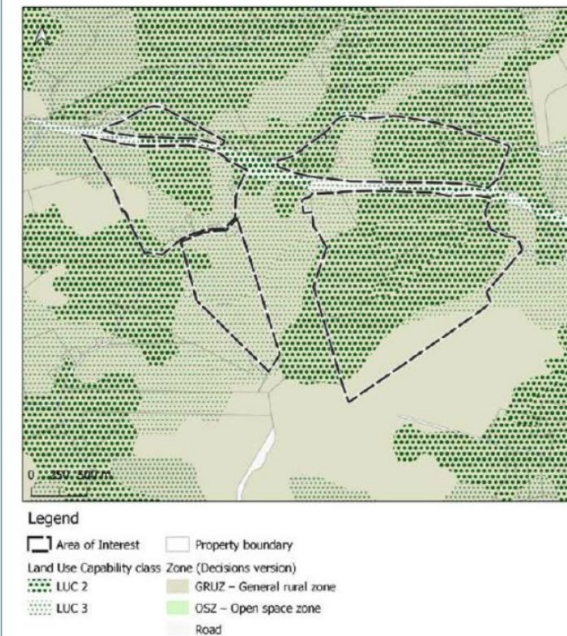 0 250 500 m
Legend
Area of Interest Property boundary
Land Use Capability class Zone (Decisions version)
LUC 2 GRUZ – General rural zone
LUC 3 OSZ – Open space zone
Road